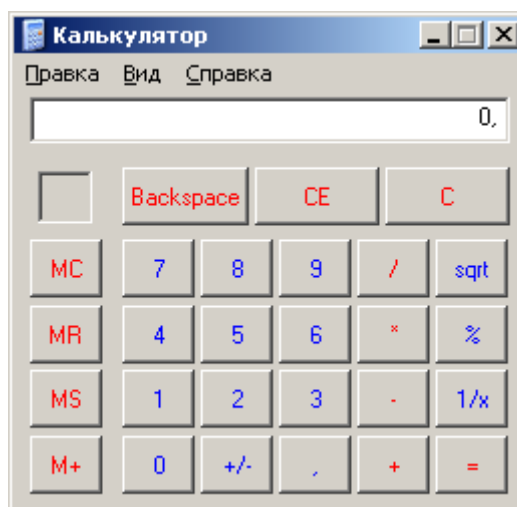 Калькулятор
Правка Вид Справка
0,
Backspace CE C
MC 7 8 9 / sqrt
MR 4 5 6 * %
MS 1 2 3 - 1/x
M+ 0 +/- , + =